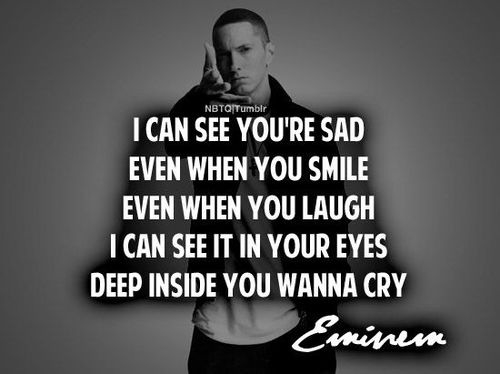 NBTQ|Tumblr
I CAN SEE YOU'RE SAD
EVEN WHEN YOU SMILE
EVEN WHEN YOU LAUGH
I CAN SEE IT IN YOUR EYES
DEEP INSIDE YOU WANNA CRY
Eminem